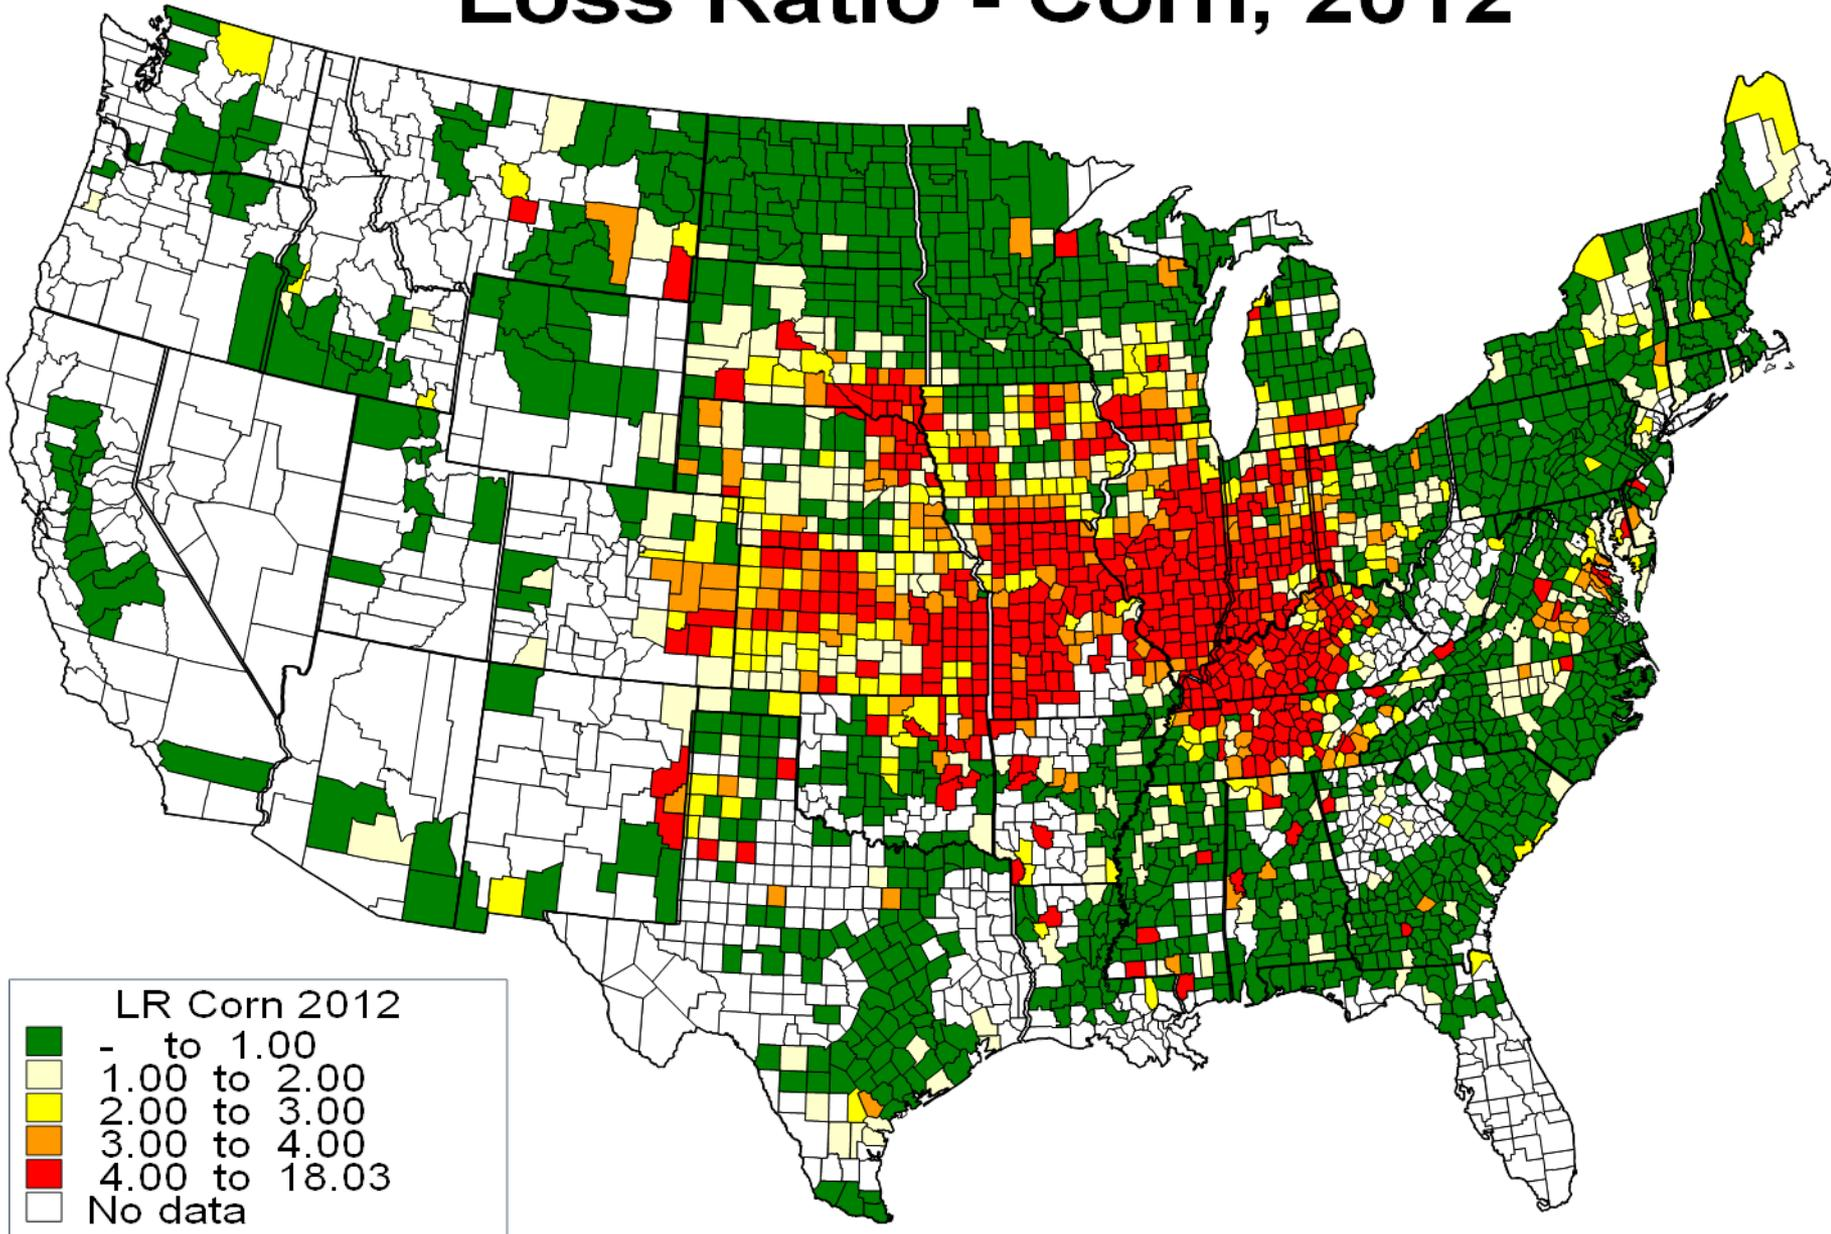 Loss Ratio - Corn, 2012
LR Corn 2012
- to 1.00
1.00 to 2.00
2.00 to 3.00
3.00 to 4.00
4.00 to 18.03
No data